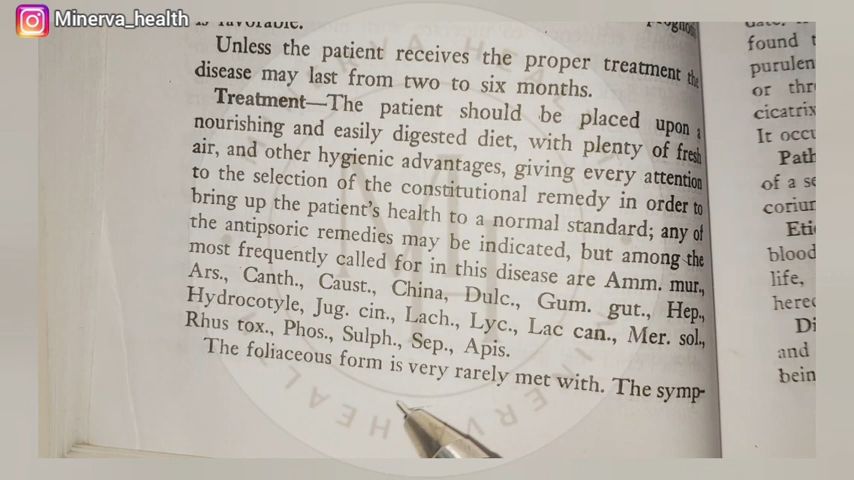 Minerva_health
is favorable.
Unless the patient receives the proper treatment the
disease may last from two to six months.
Treatment—The patient should be placed upon a
nourishing and easily digested diet, with plenty of fresh
air, and other hygienic advantages, giving every attention
to the selection of the constitutional remedy in order to
bring up the patient's health to a normal standard; any of
the antipsoric remedies may be indicated, but among the
most frequently called for in this disease are Amm. mur.,
Ars., Canth., Caust., China, Dulc., Gum. gut., Hep.,
Hydrocotyle, Jug. cin., Lach., Lyc., Lac can., Mer. sol.,
Rhus tox., Phos., Sulph., Sep., Apis.
The foliaceous form is very rarely met with. The symp-
found
purulen
or thr
cicatrix
It occu
Path
of a se
corium
Eti
blood
life,
hered
Di
and
bein
MINERVA HEALTH